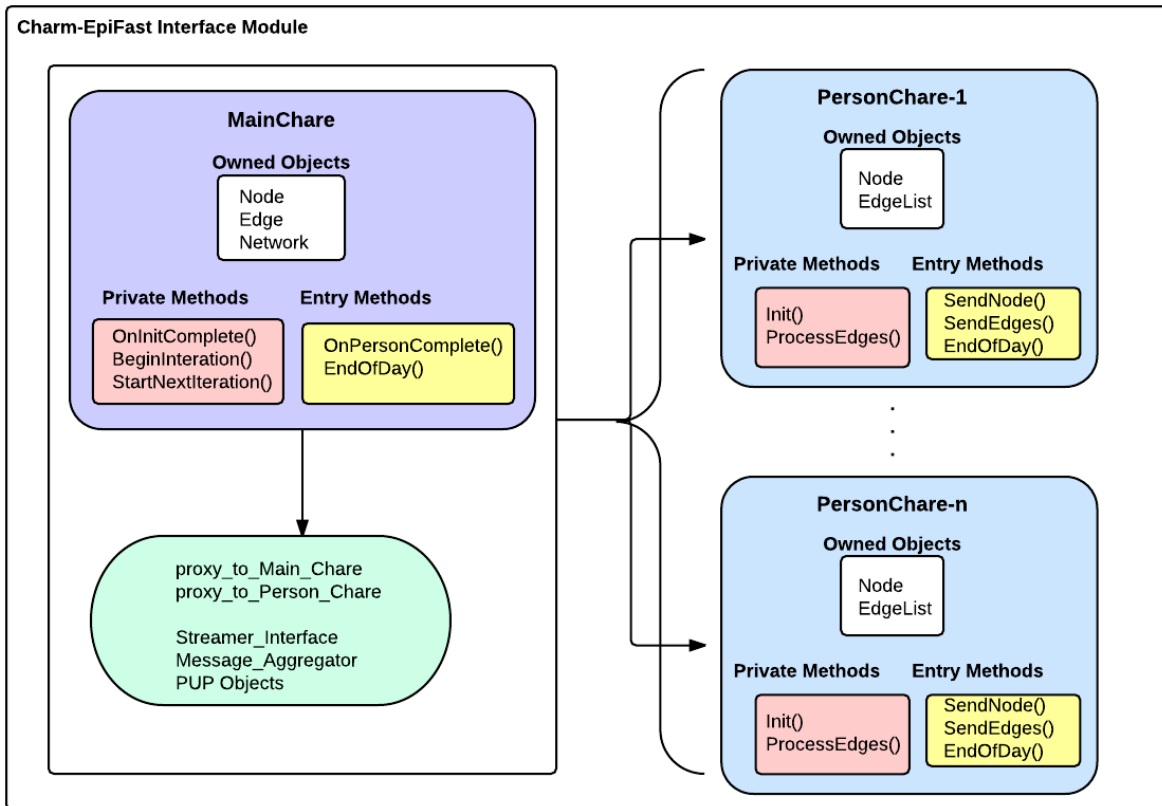 Charm-EpiFast Interface Module
MainChare
Owned Objects
Node
Edge
Network
Private Methods
Entry Methods
OnInitComplete()
BeginInteration()
StartNextIteration()
OnPersonComplete()
EndOfDay()
proxy_to_Main_Chare
proxy_to_Person_Chare
Streamer_Interface
Message_Aggregator
PUP Objects
PersonChare-1
Owned Objects
Node
EdgeList
Private Methods
Entry Methods
Init()
ProcessEdges()
SendNode()
SendEdges()
EndOfDay()
.
.
.
PersonChare-n
Owned Objects
Node
EdgeList
Private Methods
Entry Methods
Init()
ProcessEdges()
SendNode()
SendEdges()
EndOfDay()